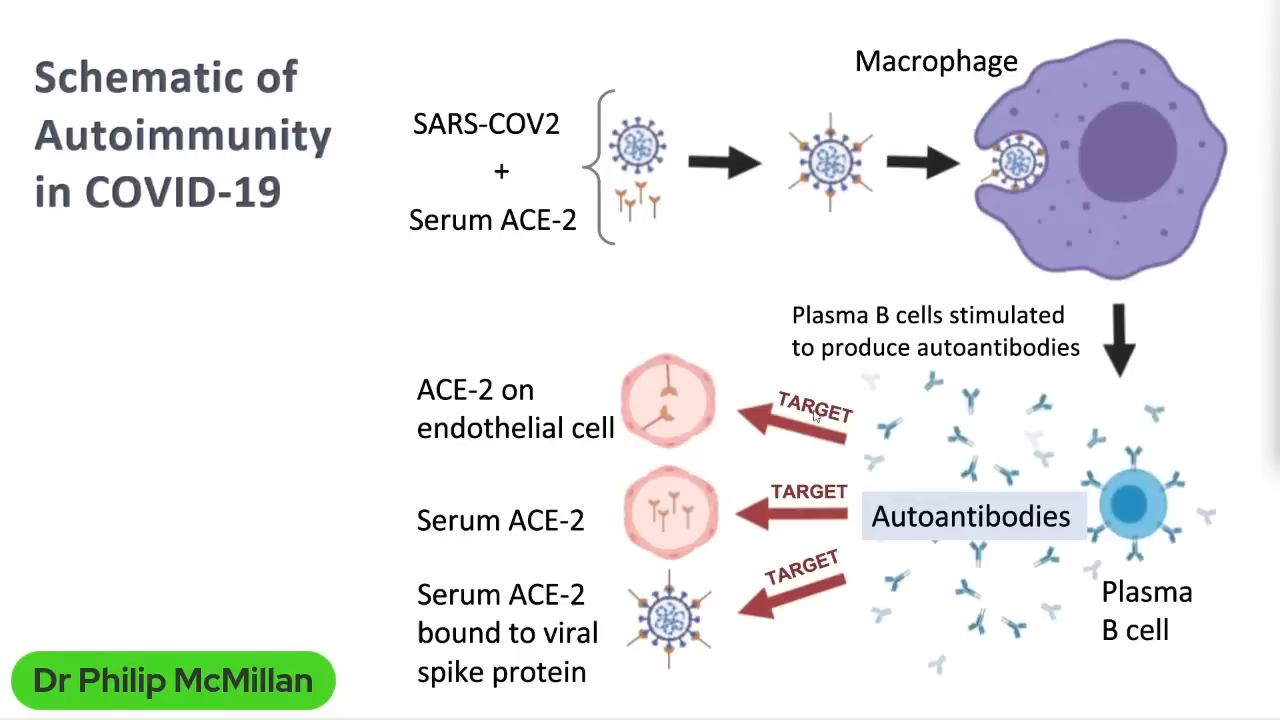 Schematic of
Autoimmunity
in COVID-19
SARS-COV2
+
Serum ACE-2
Macrophage
Plasma B cells stimulated
to produce autoantibodies
ACE-2 on
endothelial cell
TARGET
Serum ACE-2
TARGET
Autoantibodies
Serum ACE-2
bound to viral
spike protein
TARGET
Plasma
B cell
Dr Philip McMillan